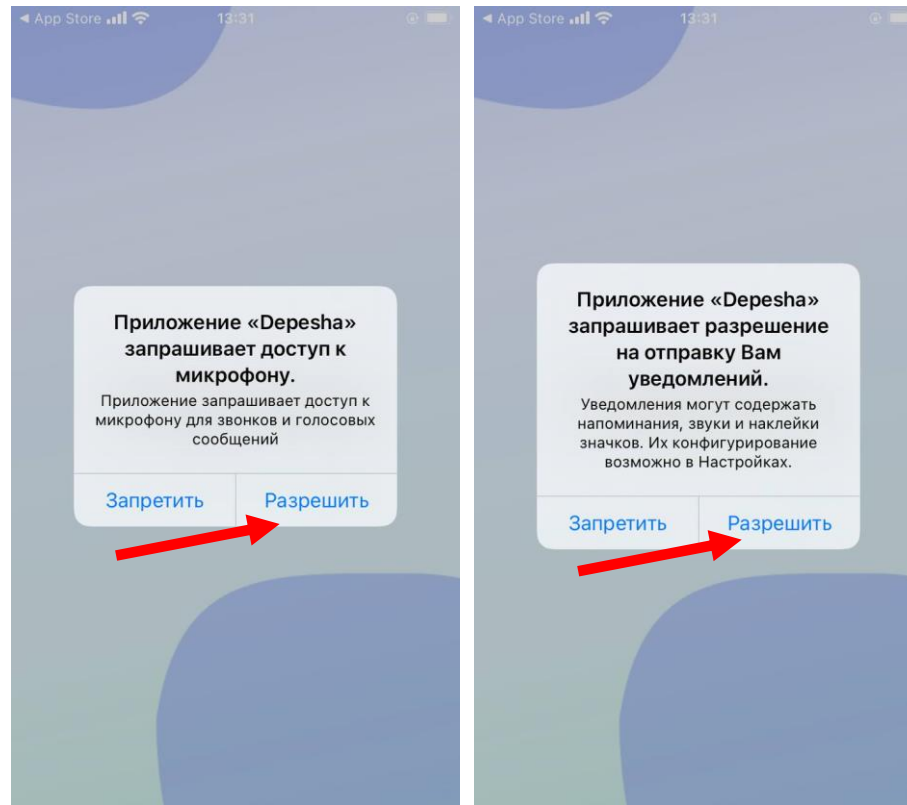 App Store
13:31
Приложение «Depesha»
запрашивает доступ к
микрофону.
Приложение запрашивает доступ к
микрофону для звонков и голосовых
сообщений
Запретить
Разрешить
App Store
13:31
Приложение «Depesha»
запрашивает разрешение
на отправку Вам
уведомлений.
Уведомления могут содержать
напоминания, звуки и наклейки
значков. Их конфигурирование
возможно в Настройках.
Запретить
Разрешить